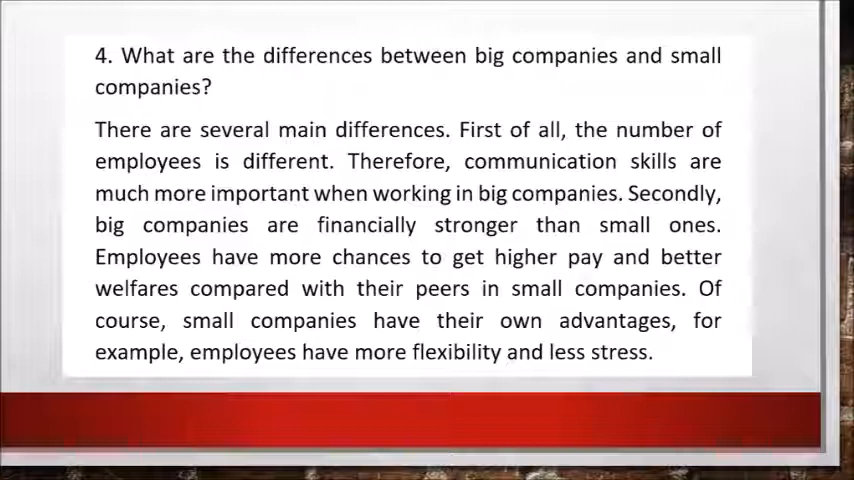 4. What are the differences between big companies and small
companies?
There are several main differences. First of all, the number of
employees is different. Therefore, communication skills are
much more important when working in big companies. Secondly,
big companies are financially stronger than small ones.
Employees have more chances to get higher pay and better
welfares compared with their peers in small companies. Of
course, small companies have their own advantages, for
example, employees have more flexibility and less stress.